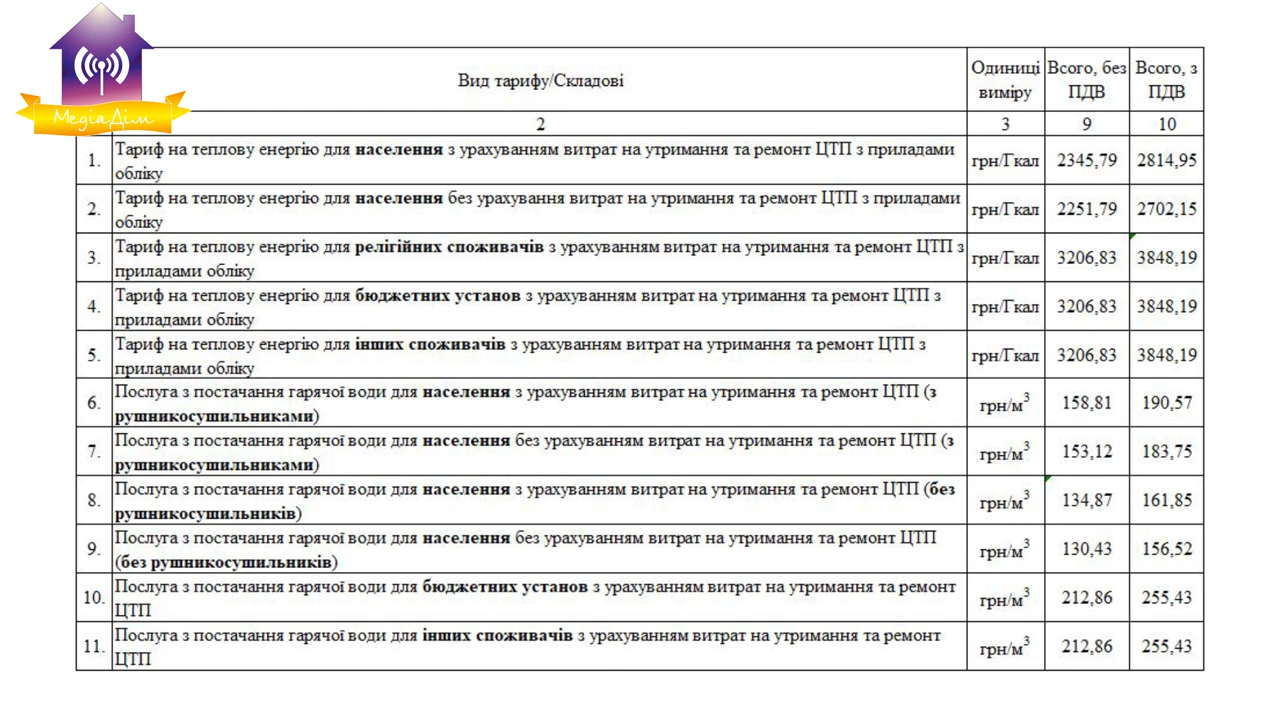 МедіаДім
Вид тарифу/Складові
Одиниці
виміру
Всого, без
ПДВ
Всого, з
ПДВ
2 3 9 10
1. Тариф на теплову енергію для населення з урахуванням витрат на утримання та ремонт ЦТП з приладами
обліку
грн/Гкал 2345,79 2814,95
2. Тариф на теплову енергію для населення без урахування витрат на утримання та ремонт ЦТП з приладами
обліку
грн/Гкал 2251,79 2702,15
3. Тариф на теплову енергію для релігійних споживачів з урахуванням витрат на утримання та ремонт ЦТП з
приладами обліку
грн/Гкал 3206,83 3848,19
4. Тариф на теплову енергію для бюджетних установ з урахуванням витрат на утримання та ремонт ЦТП з
приладами обліку
грн/Гкал 3206,83 3848,19
5. Тариф на теплову енергію для інших споживачів з урахуванням витрат на утримання та ремонт ЦТП з
приладами обліку
грн/Гкал 3206,83 3848,19
6. Послуга з постачання гарячої води для населення з урахуванням витрат на утримання та ремонт ЦТП (з
рушникосушильниками)
грн/м³ 158,81 190,57
7. Послуга з постачання гарячої води для населення без урахуванням витрат на утримання та ремонт ЦТП (з
рушникосушильниками)
грн/м³ 153,12 183,75
8. Послуга з постачання гарячої води для населення з урахуванням витрат на утримання та ремонт ЦТП (без
рушникосушильників)
грн/м³ 134,87 161,85
9. Послуга з постачання гарячої води для населення без урахуванням витрат на утримання та ремонт ЦТП
(без рушникосушильників)
грн/м³ 130,43 156,52
10. Послуга з постачання гарячої води для бюджетних установ з урахуванням витрат на утримання та ремонт
ЦТП
грн/м³ 212,86 255,43
11. Послуга з постачання гарячої води для інших споживачів з урахуванням витрат на утримання та ремонт
ЦТП
грн/м³ 212,86 255,43